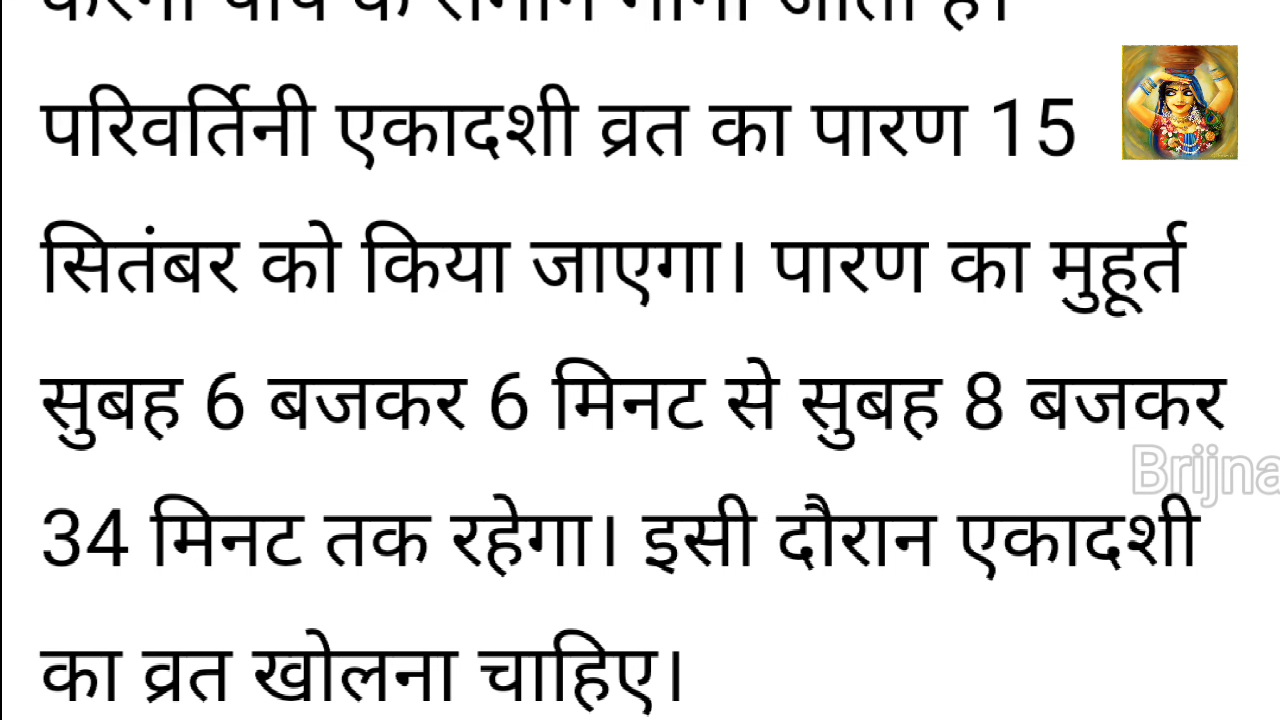 परिवर्तिनी एकादशी व्रत का पारण 15
सितंबर को किया जाएगा। पारण का मुहूर्त
सुबह 6 बजकर 6 मिनट से सुबह 8 बजकर
Brijna
34 मिनट तक रहेगा। इसी दौरान एकादशी
का व्रत खोलना चाहिए।